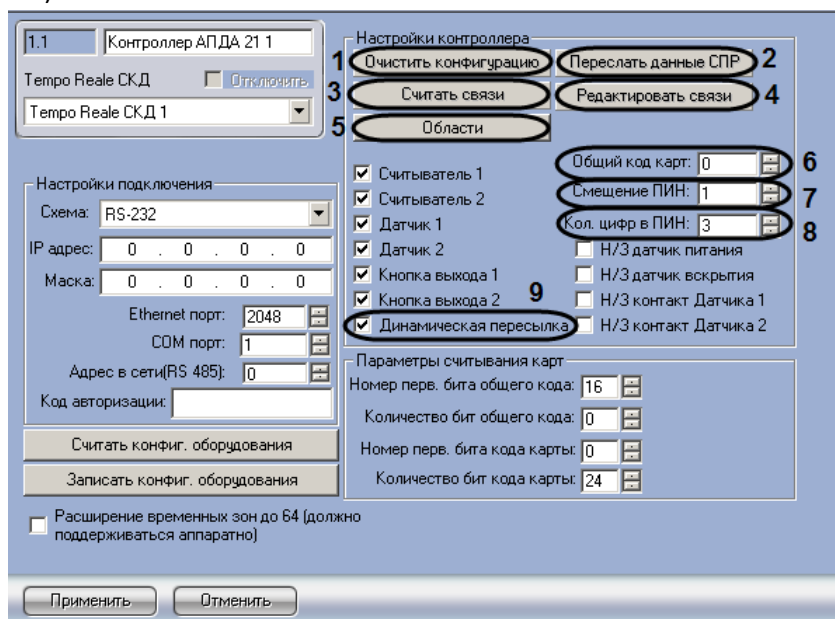 1.1 Контроллер АПДА 21 1
Tempo Reale СКД Отключить
Tempo Reale СКД 1
Настройки подключения
Схема: RS-232
IP адрес: 0 . 0 . 0 . 0
Маска: 0 . 0 . 0 . 0
Ethernet порт: 2048
COM порт: 1
Адрес в сети(RS 485): 0
Код авторизации:
Считать конфиг. оборудования
Записать конфиг. оборудования
Расширение временных зон до 64 (должно
поддерживаться аппаратно)
Настройки контроллера
1 Очистить конфигурацию Переслать данные СПР 2
3 Считать связи Редактировать связи 4
5 Области
Общий код карт: 0 6
Считыватель 1
Смещение ПИН: 1 7
Считыватель 2
Кол. цифр в ПИН: 3 8
Датчик 1
Датчик 2 Н/З датчик питания
Кнопка выхода 1 Н/З датчик вскрытия
Кнопка выхода 2 9 Н/З контакт Датчика 1
Динамическая пересылка Н/З контакт Датчика 2
Параметры считывания карт
Номер перв. бита общего кода: 16
Количество бит общего кода: 0
Номер перв. бита кода карты: 0
Количество бит кода карты: 24
Применить Отменить